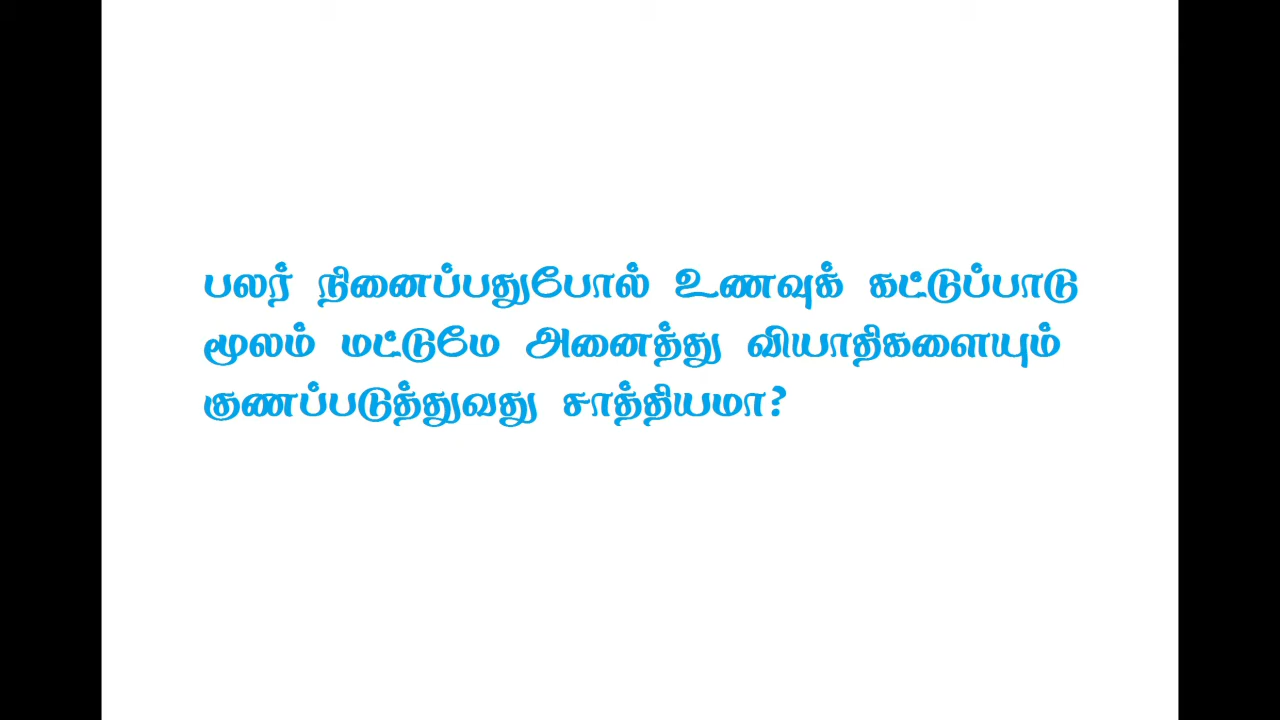 பலர் நினைப்பதுபோல் உணவுக் கட்டுப்பாடு
மூலம் மட்டுமே அனைத்து வியாதிகளையும்
குணப்படுத்துவது சாத்தியமா?